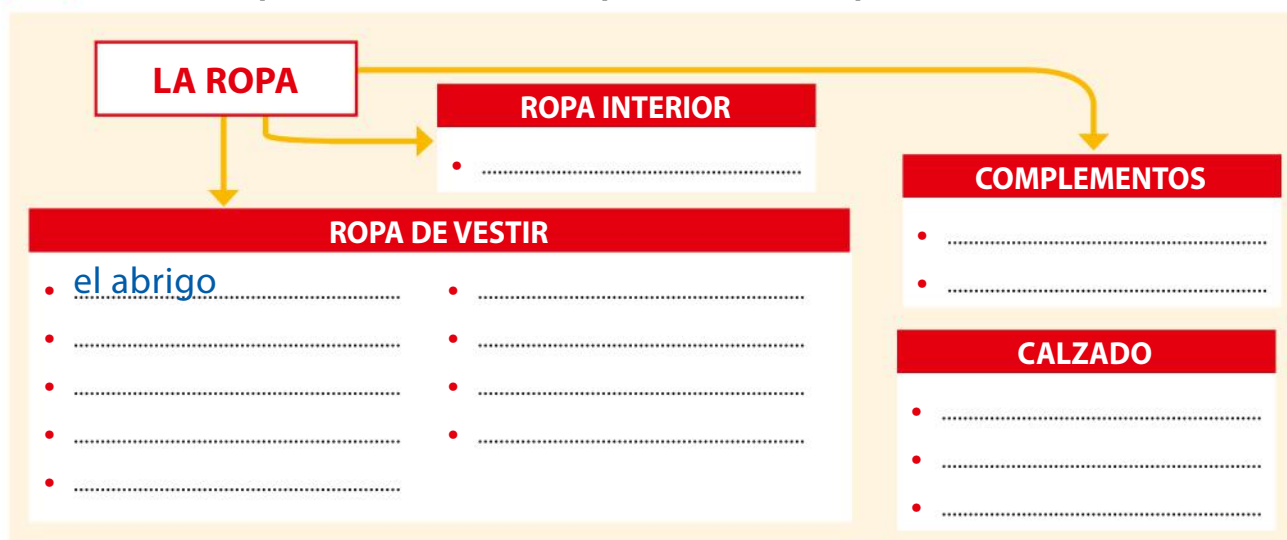 LA ROPA
ROPA INTERIOR
COMPLEMENTOS
ROPA DE VESTIR
el abrigo
CALZADO